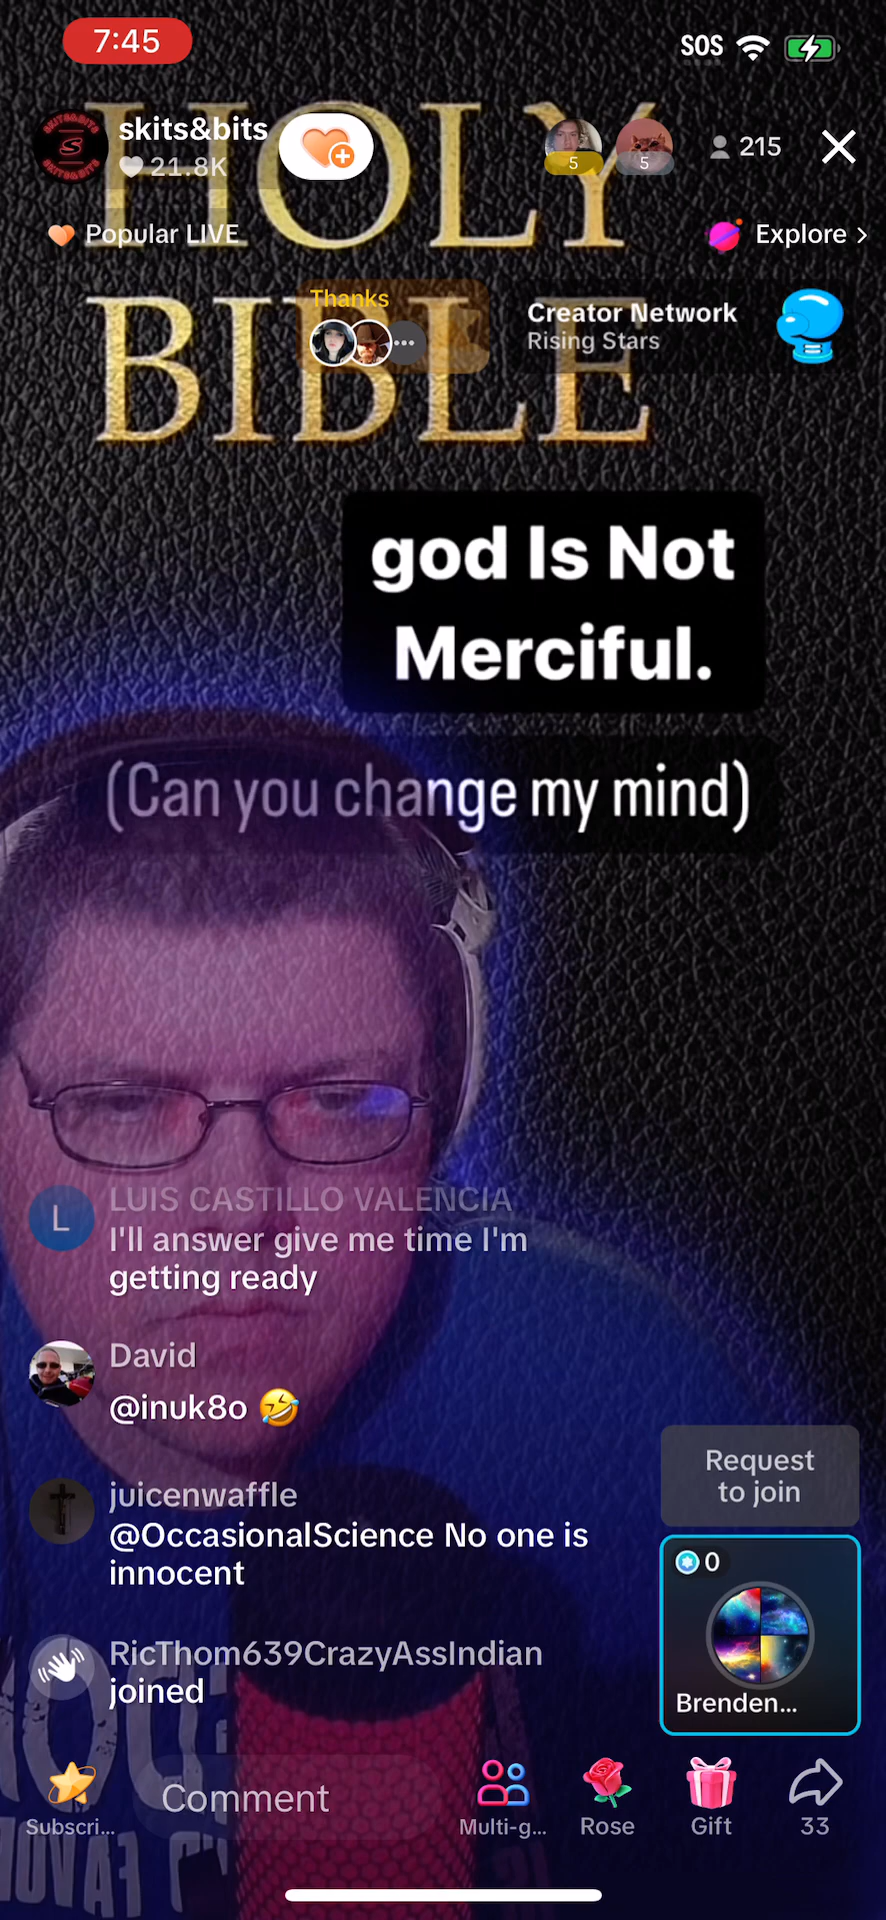 7:45
SOS
HOLY
BIBLE
skits&bits
21.8K
5
5
215
Popular LIVE
Explore >
Thanks
Creator Network
Rising Stars
god Is Not
Merciful.
(Can you change my mind)
L
LUIS CASTILLO VALENCIA
I'll answer give me time I'm
getting ready
David
@inuk8o 🤣
juicenwaffle
@OccasionalScience No one is
innocent
RicThom639CrazyAssIndian
joined
Request
to join
0
Brenden...
Subscri...
Comment
Multi-g...
Rose
Gift
33